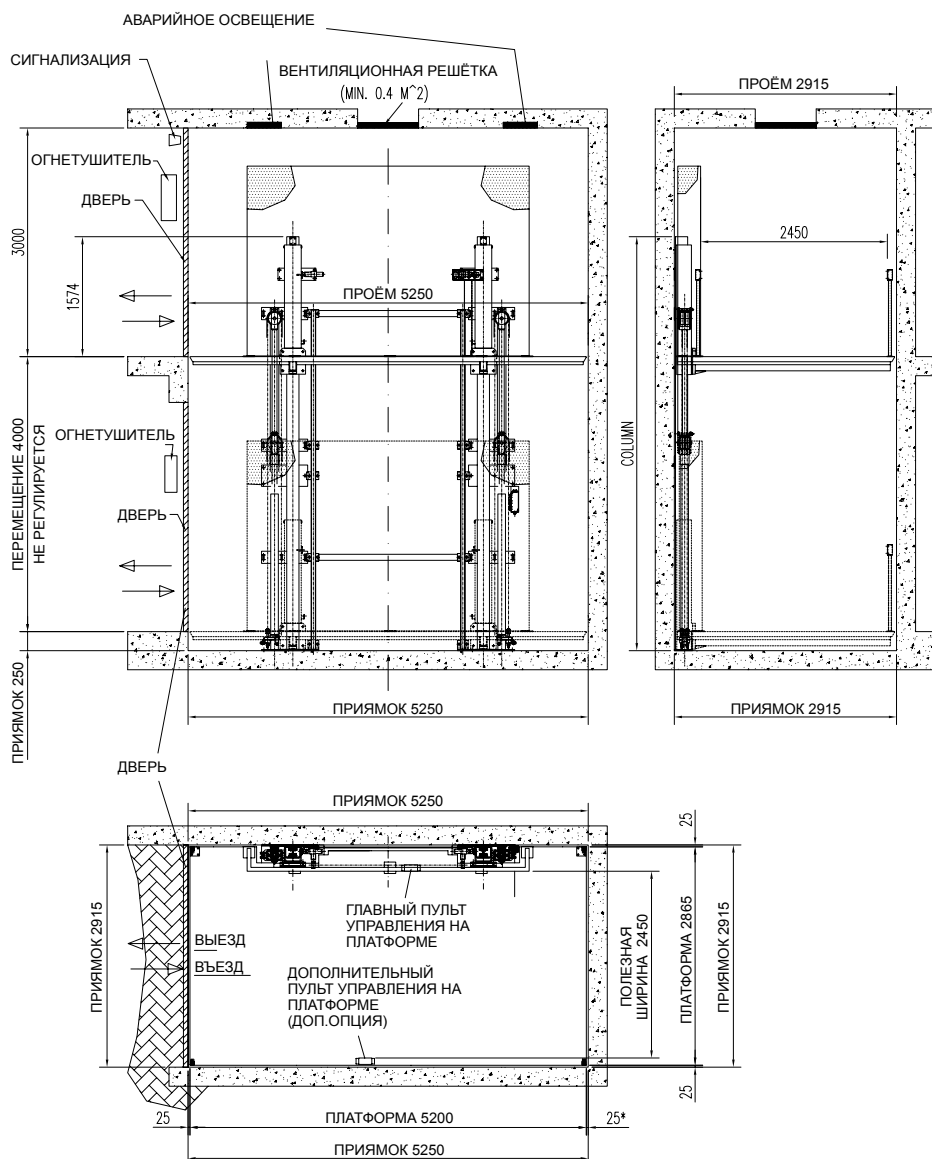 АВАРИЙНОЕ ОСВЕЩЕНИЕ
СИГНАЛИЗАЦИЯ
ВЕНТИЛЯЦИОННАЯ РЕШЁТКА
(MIN. 0.4 M^2)
ПРОЁМ 2915
ОГНЕТУШИТЕЛЬ
ДВЕРЬ
3000
1574
ПРОЁМ 5250
2450
COLUMN
ОГНЕТУШИТЕЛЬ
ПЕРЕМЕЩЕНИЕ 4000
НЕ РЕГУЛИРУЕТСЯ
ДВЕРЬ
ПРИЯМОК 250
ПРИЯМОК 5250
ПРИЯМОК 2915
ДВЕРЬ
ПРИЯМОК 5250
25
ПРИЯМОК 2915
ГЛАВНЫЙ ПУЛЬТ
УПРАВЛЕНИЯ НА
ПЛАТФОРМЕ
ВЫЕЗД
ВЪЕЗД
ДОПОЛНИТЕЛЬНЫЙ
ПУЛЬТ УПРАВЛЕНИЯ НА
ПЛАТФОРМЕ
(ДОП.ОПЦИЯ)
ПОЛЕЗНАЯ
ШИРИНА 2450
ПЛАТФОРМА 2865
ПРИЯМОК 2915
25
25
ПЛАТФОРМА 5200
25*
ПРИЯМОК 5250